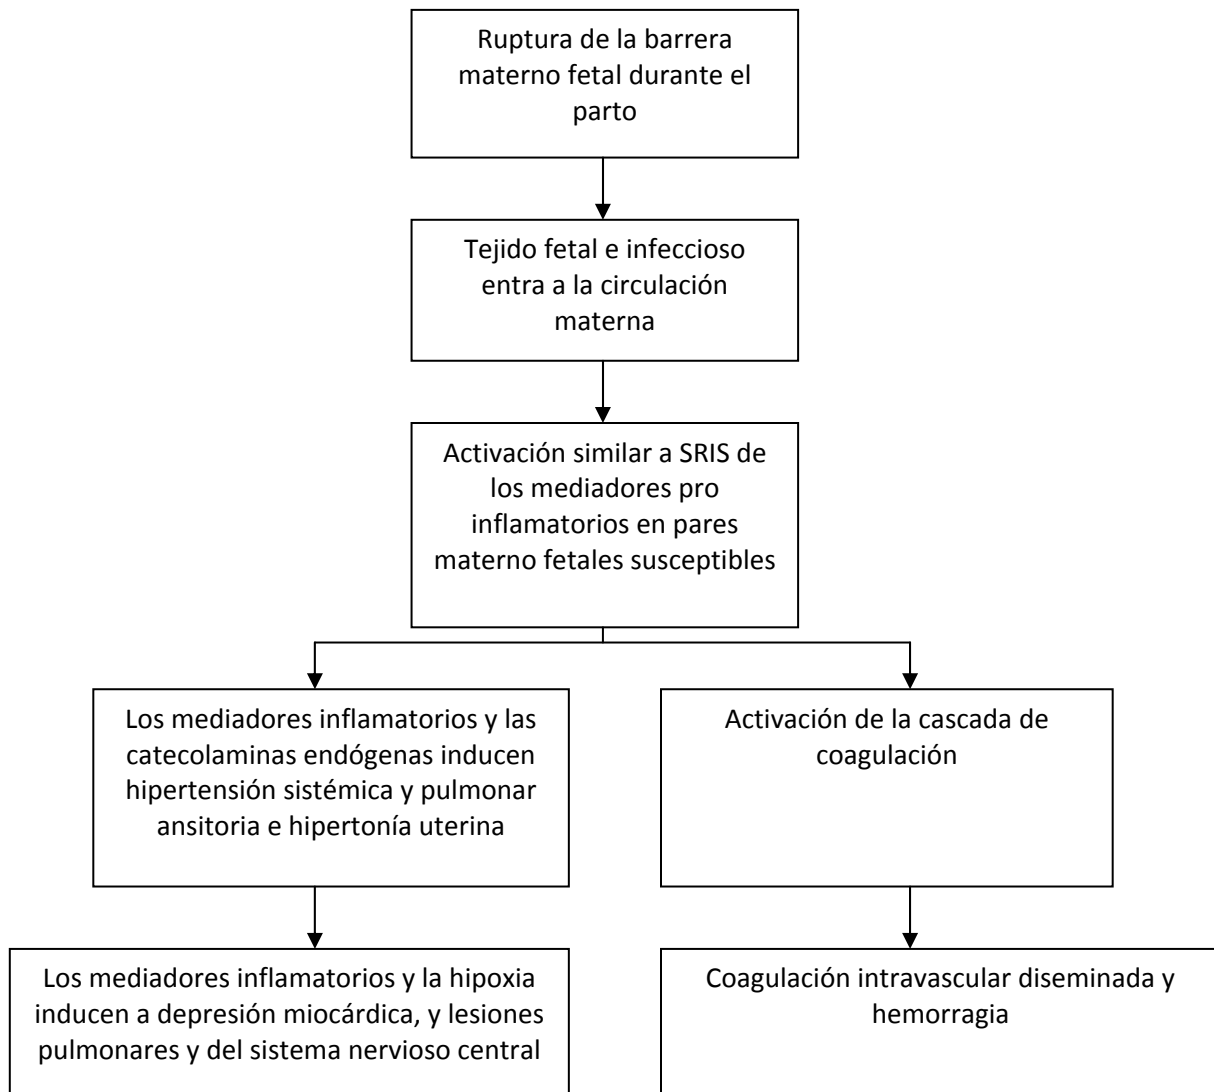 Ruptura de la barrera
materno fetal durante el
parto
Tejido fetal e infeccioso
entra a la circulación
materna
Activación similar a SRIS de
los mediadores pro
inflamatorios en pares
materno fetales susceptibles
Los mediadores inflamatorios y las
catecolaminas endógenas inducen
hipertensión sistémica y pulmonar
ansitoria e hipertonía uterina
Activación de la cascada de
coagulación
Los mediadores inflamatorios y la hipoxia
inducen a depresión miocárdica, y lesiones
pulmonares y del sistema nervioso central
Coagulación intravascular diseminada y
hemorragia